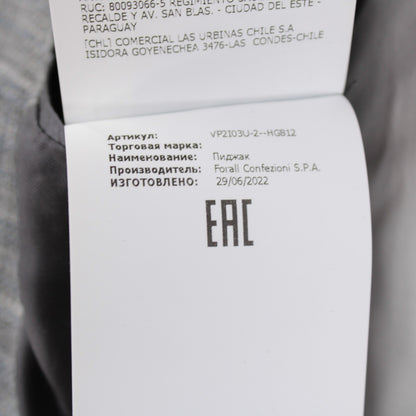 RUC: 80093066-5 REGIMIENTO
RECALDE Y AV. SAN BLAS. - CIUDAD DEL ESTE -
PARAGUAY
[CHL] COMERCIAL LAS URBINAS CHILE S.A
ISIDORA GOYENECHEA 3476-LAS CONDES-CHILE
Артикул: VP2I03U-2--HGB12
Торговая марка:
Наименование: Пиджак
Производитель: Forall Confezioni S.P.A.
ИЗГОТОВЛЕНО: 29/06/2022
EAC